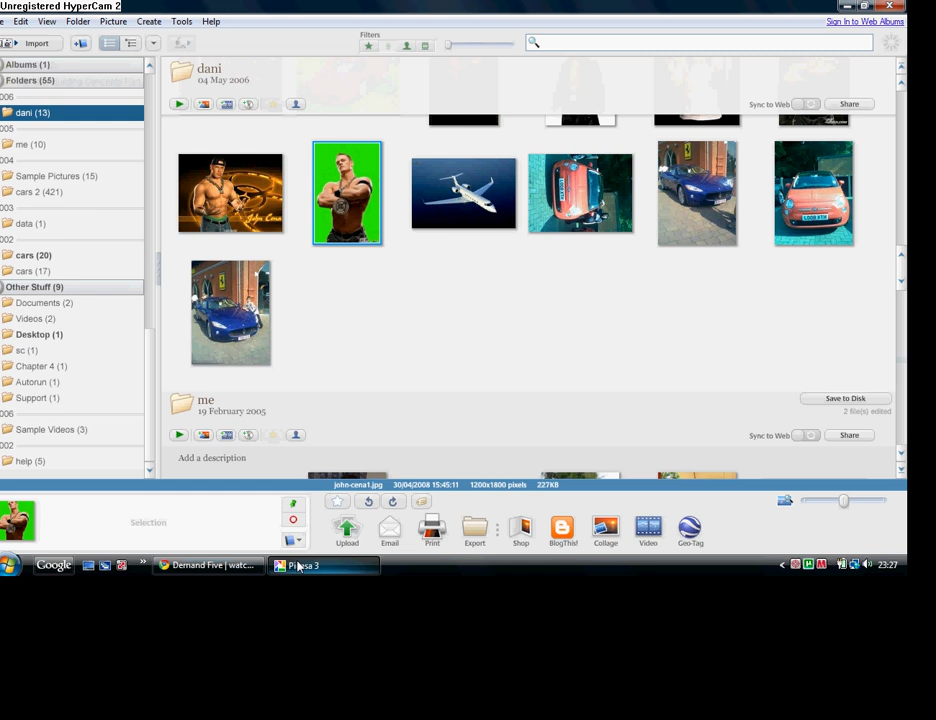 Unregistered HyperCam 2
e Edit View Folder Picture Create Tools Help
Sign In to Web Albums
Import
Filters
Albums (1)
Folders (55)
006
dani (13)
005
me (10)
004
Sample Pictures (15)
cars 2 (421)
003
data (1)
002
cars (20)
cars (17)
Other Stuff (9)
Documents (2)
Videos (2)
Desktop (1)
sc (1)
Chapter 4 (1)
Autorun (1)
Support (1)
006
Sample Videos (3)
002
help (5)
dani
04 May 2006
Sync to Web
Share
John Cena
me
19 February 2005
Save to Disk
2 file(s) edited
Sync to Web
Share
Add a description
john-cena1.jpg 30/04/2008 15:45:11 1200x1800 pixels 227KB
Selection
Upload Email Print Export Shop BlogThis! Collage Video Geo-Tag
Google
Demand Five | watc...
Picasa 3
23:27